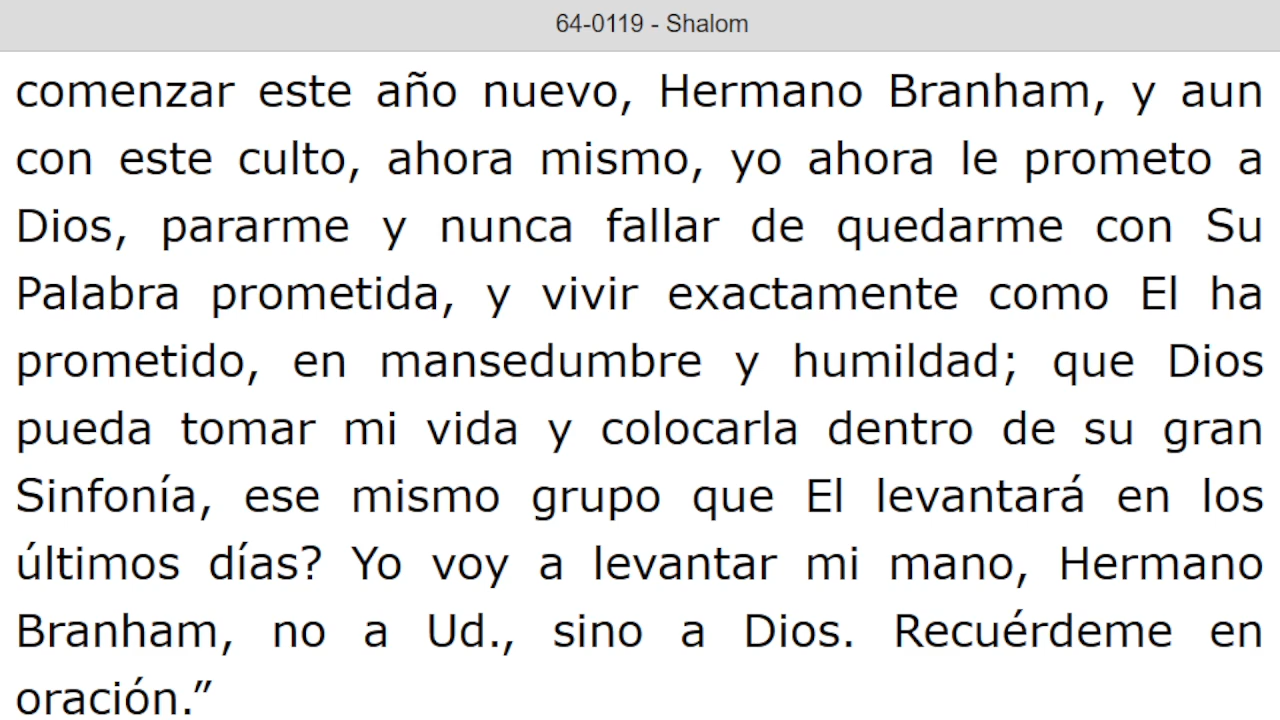 64-0119 - Shalom
comenzar este año nuevo, Hermano Branham, y aun
con este culto, ahora mismo, yo ahora le prometo a
Dios, pararme y nunca fallar de quedarme con Su
Palabra prometida, y vivir exactamente como El ha
prometido, en mansedumbre y humildad; que Dios
pueda tomar mi vida y colocarla dentro de su gran
Sinfonía, ese mismo grupo que El levantará en los
últimos días? Yo voy a levantar mi mano, Hermano
Branham, no a Ud., sino a Dios. Recuérdeme en
oración.”